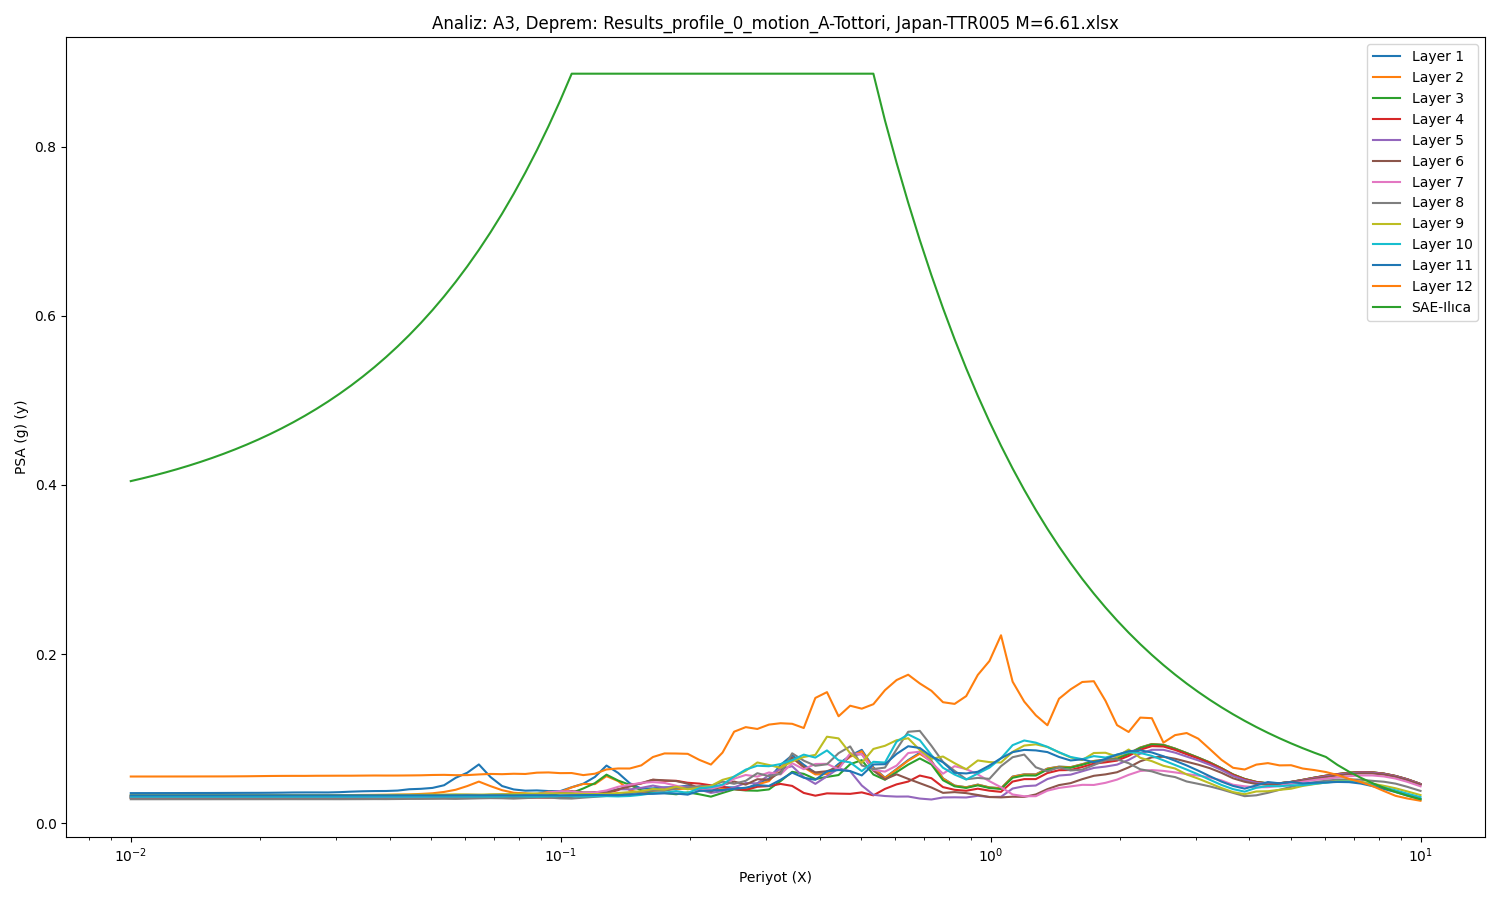 Analiz: A3, Deprem: Results_profile_0_motion_A-Tottori, Japan-TTR005 M=6.61.xlsx
Layer 1
Layer 2
Layer 3
Layer 4
Layer 5
Layer 6
Layer 7
Layer 8
Layer 9
Layer 10
Layer 11
Layer 12
SAE-Ilıca
PSA (g) (y)
0.8
0.6
0.4
0.2
0.0
10⁻² 10⁻¹ 10⁰ 10¹
Periyot (X)